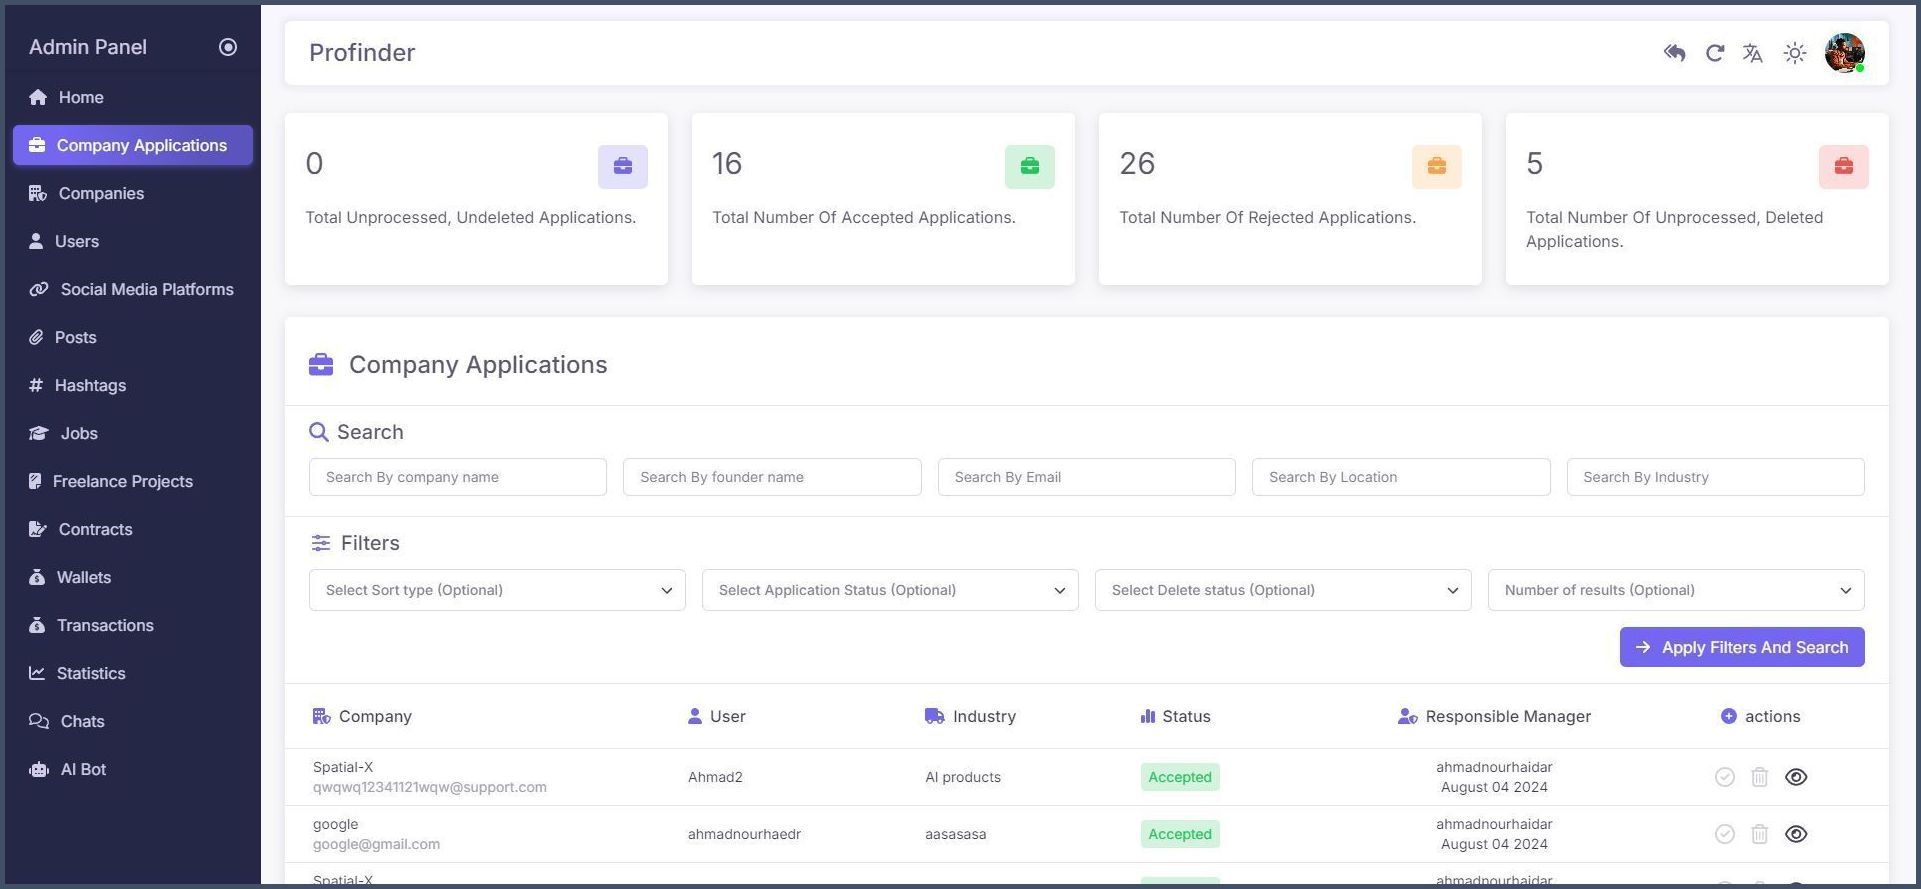 Admin Panel
Home
Company Applications
Companies
Users
Social Media Platforms
Posts
Hashtags
Jobs
Freelance Projects
Contracts
Wallets
Transactions
Statistics
Chats
AI Bot
Profinder
0
Total Unprocessed, Undeleted Applications.
16
Total Number Of Accepted Applications.
26
Total Number Of Rejected Applications.
5
Total Number Of Unprocessed, Deleted
Applications.
Company Applications
Search
Search By company name
Search By founder name
Search By Email
Search By Location
Search By Industry
Filters
Select Sort type (Optional)
Select Application Status (Optional)
Select Delete status (Optional)
Number of results (Optional)
Apply Filters And Search
Company User Industry Status Responsible Manager actions
Spatial-X
qwqwq12341121wqw@support.com
Ahmad2
AI products
Accepted
ahmadnourhaidar
August 04 2024
google
google@gmail.com
ahmadnourhaedr
aasasasa
Accepted
ahmadnourhaidar
August 04 2024
Spatial-X
ahmadnourhaidar